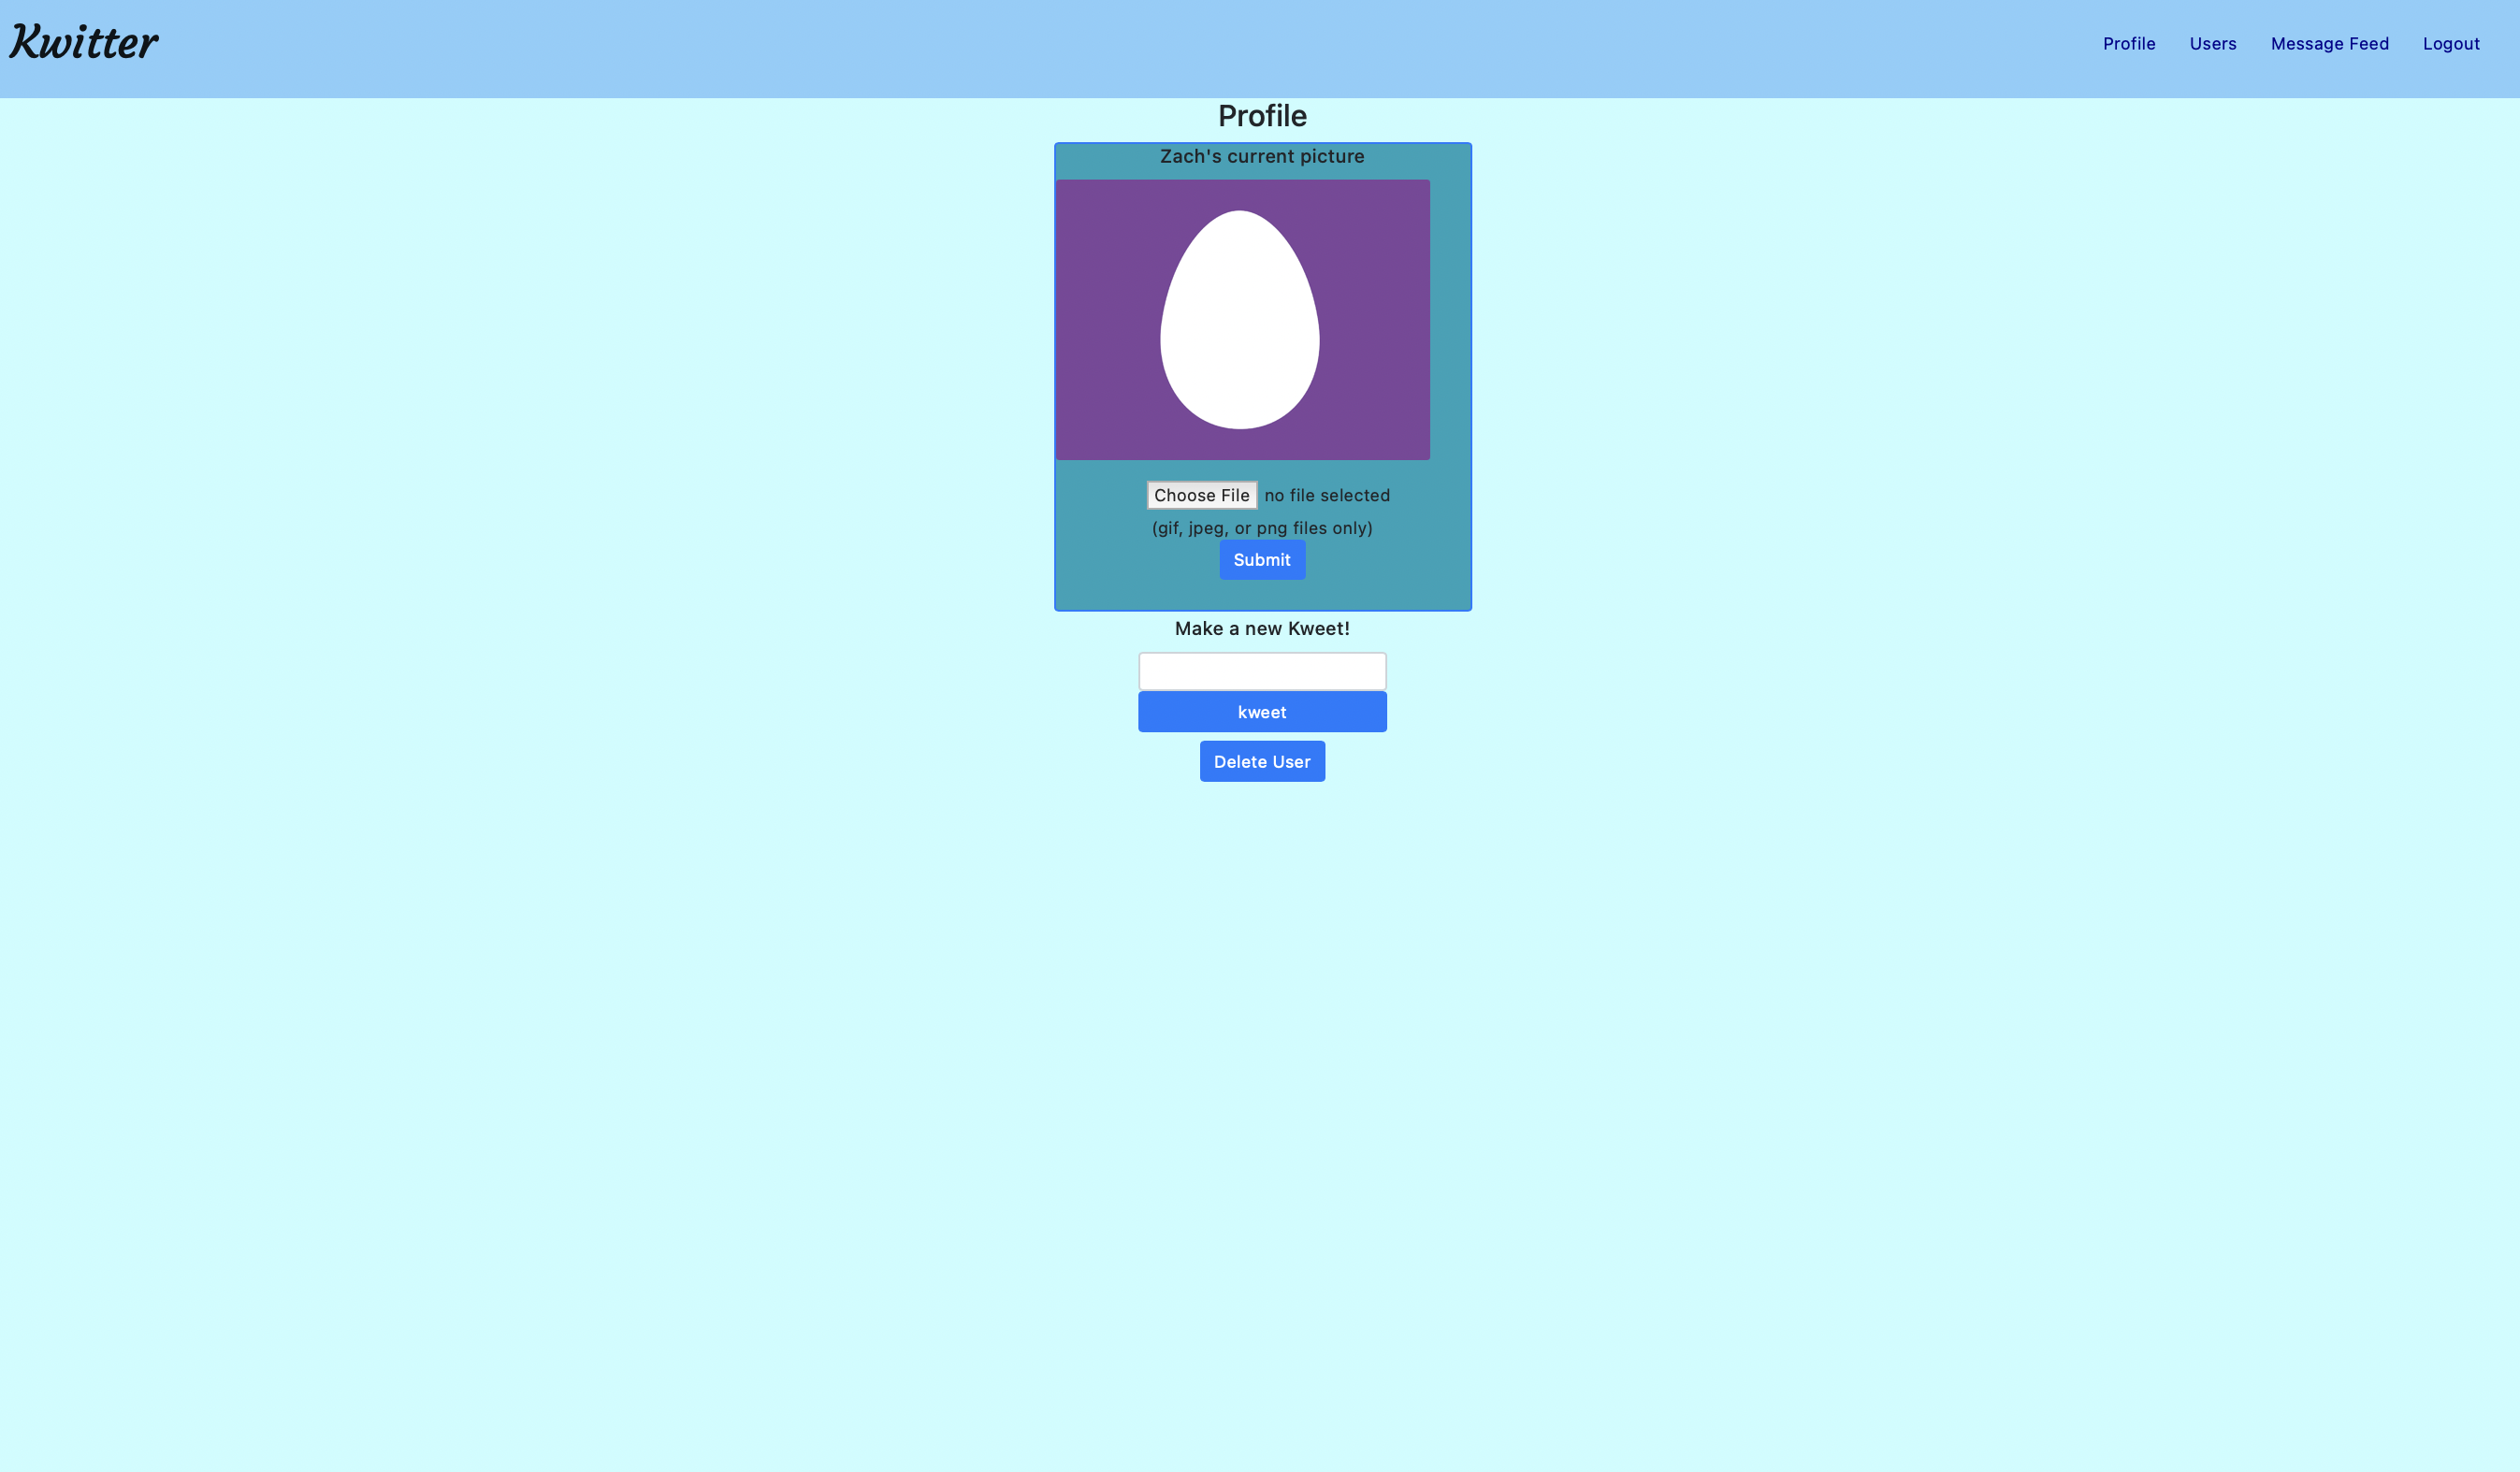 Kwitter
Profile Users Message Feed Logout
Profile
Zach's current picture
Choose File no file selected
(gif, jpeg, or png files only)
Submit
Make a new Kweet!
kweet
Delete User